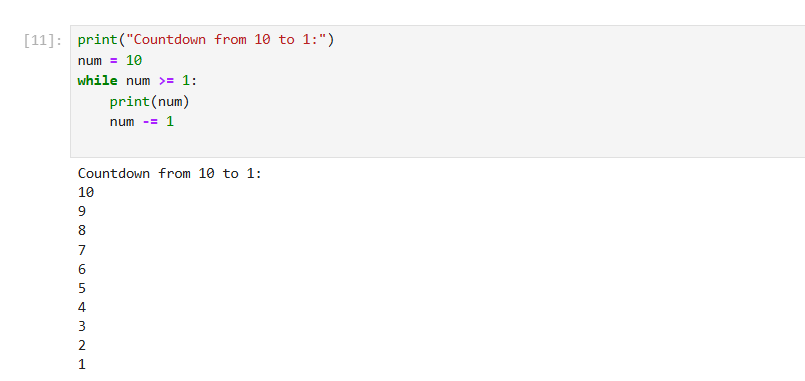 [11]: print("Countdown from 10 to 1:")
num = 10
while num >= 1:
    print(num)
    num -= 1
Countdown from 10 to 1:
10
9
8
7
6
5
4
3
2
1